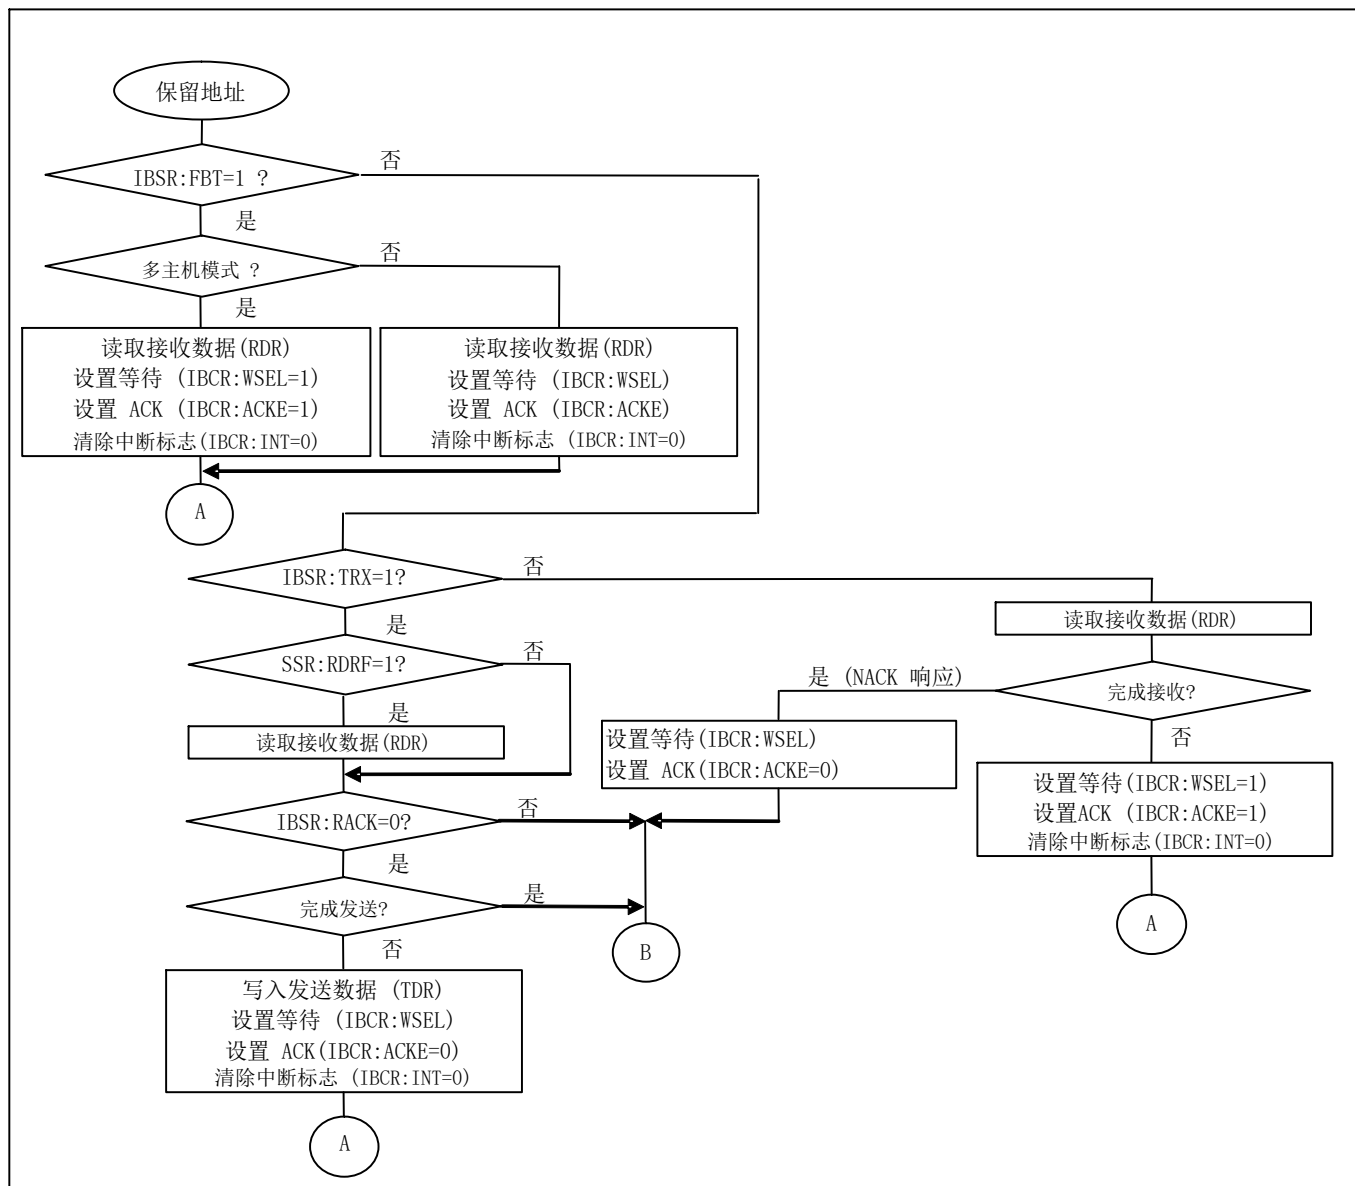 保留地址
否
IBSR:FBT=1 ?
是
否
多主机模式 ?
是
读取接收数据(RDR)
设置等待 (IBCR:WSEL=1)
设置 ACK (IBCR:ACKE=1)
清除中断标志(IBCR:INT=0)
读取接收数据(RDR)
设置等待 (IBCR:WSEL)
设置 ACK (IBCR:ACKE)
清除中断标志 (IBCR:INT=0)
A
IBSR:TRX=1?
否
是
读取接收数据(RDR)
SSR:RDRF=1?
否
是 (NACK 响应)
完成接收?
是
否
读取接收数据(RDR)
设置等待(IBCR:WSEL)
设置 ACK(IBCR:ACKE=0)
设置等待(IBCR:WSEL=1)
设置ACK (IBCR:ACKE=1)
清除中断标志(IBCR:INT=0)
IBSR:RACK=0?
否
是
完成发送?
是
A
否
B
写入发送数据 (TDR)
设置等待 (IBCR:WSEL)
设置 ACK(IBCR:ACKE=0)
清除中断标志 (IBCR:INT=0)
A